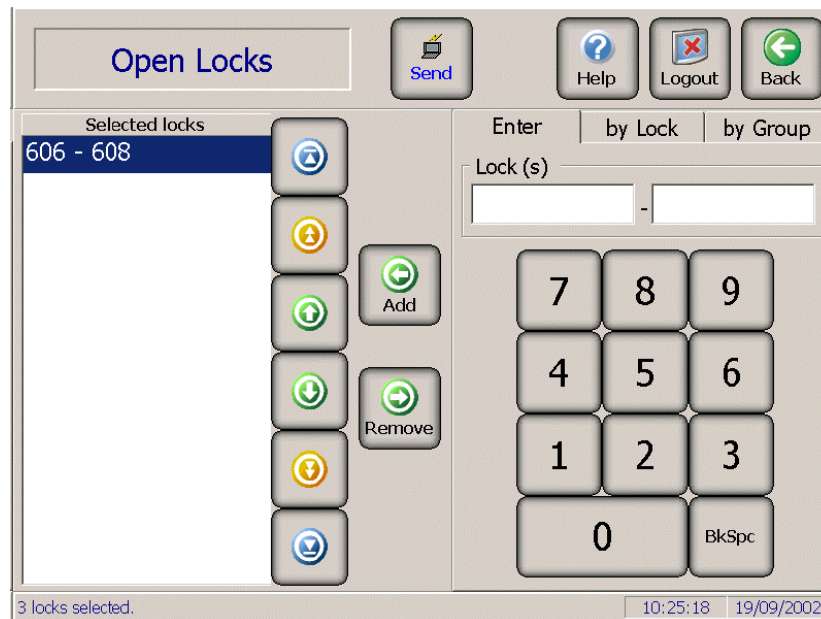 Open Locks
Send
Help
Logout
Back
Selected locks
606 - 608
Add
Remove
Enter
by Lock
by Group
Lock (s)
-
7 8 9
4 5 6
1 2 3
0 BkSpc
3 locks selected.
10:25:18 19/09/2002